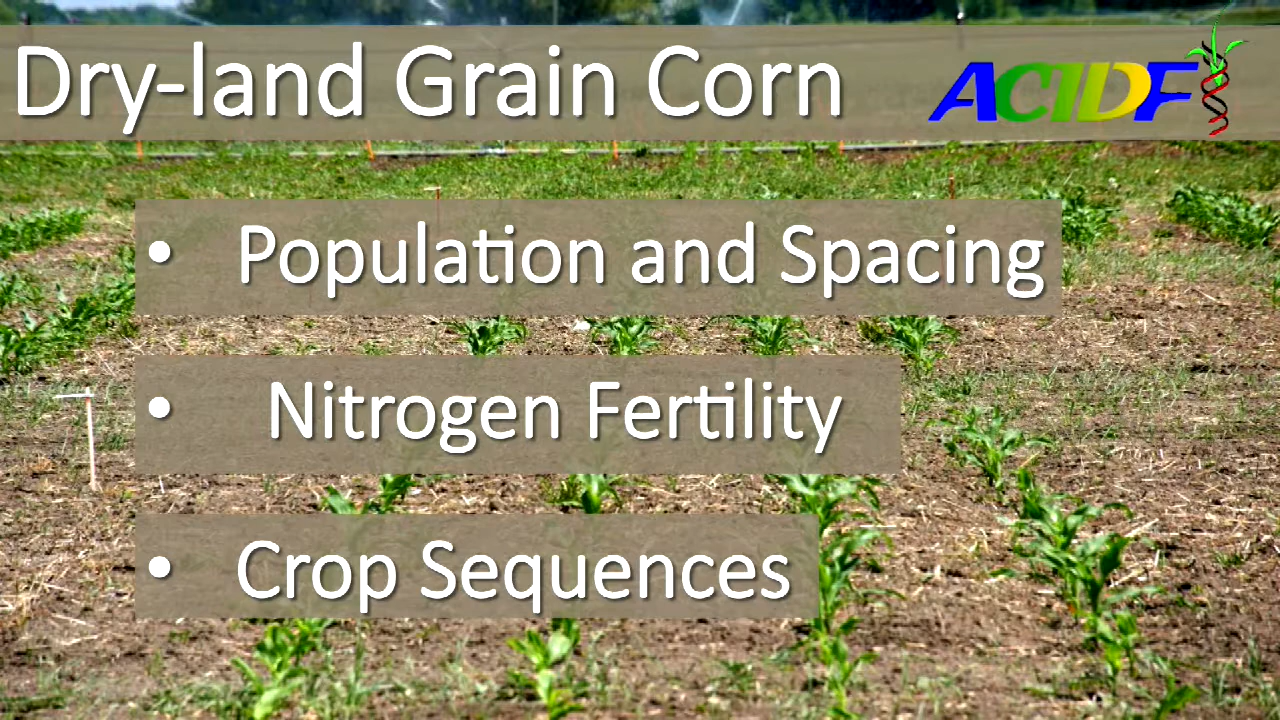 Dry-land Grain Corn
ACIDF
• Population and Spacing
• Nitrogen Fertility
• Crop Sequences